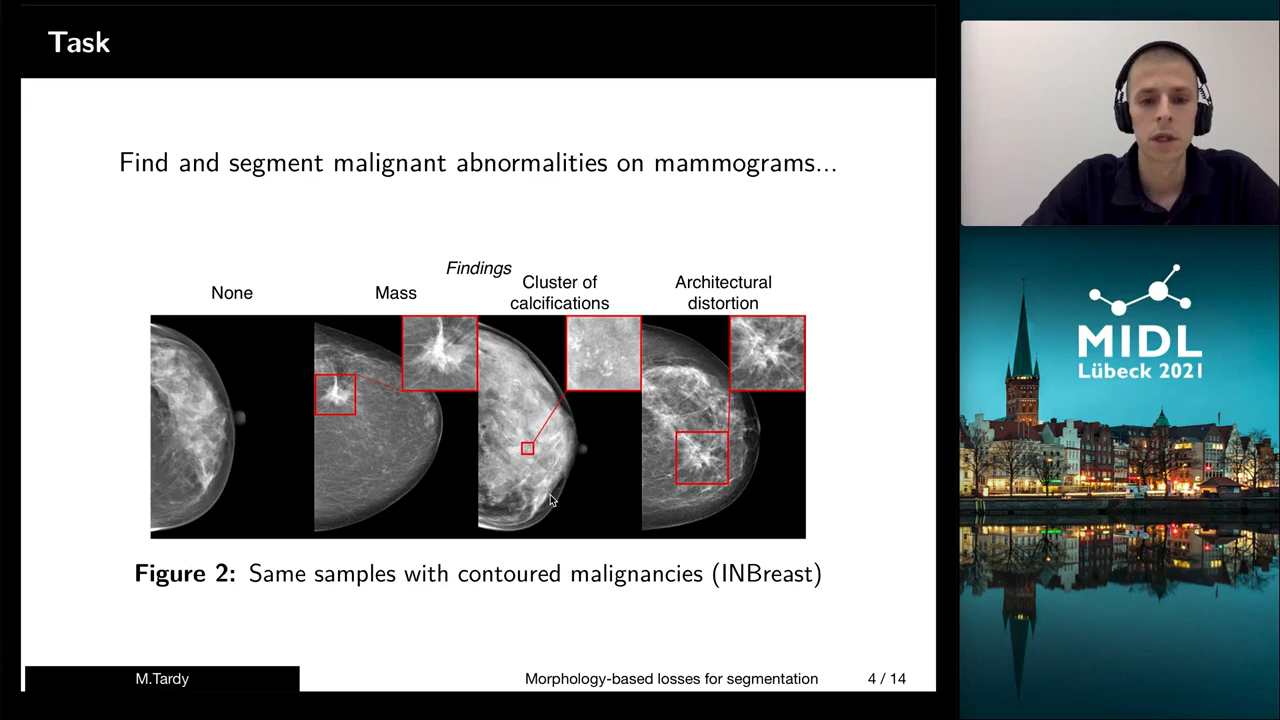 Task
Find and segment malignant abnormalities on mammograms...
Findings
None
Mass
Cluster of
calcifications
Architectural
distortion
Figure 2: Same samples with contoured malignancies (INBreast)
M.Tardy
Morphology-based losses for segmentation
4 / 14
MIDL
Lübeck 2021